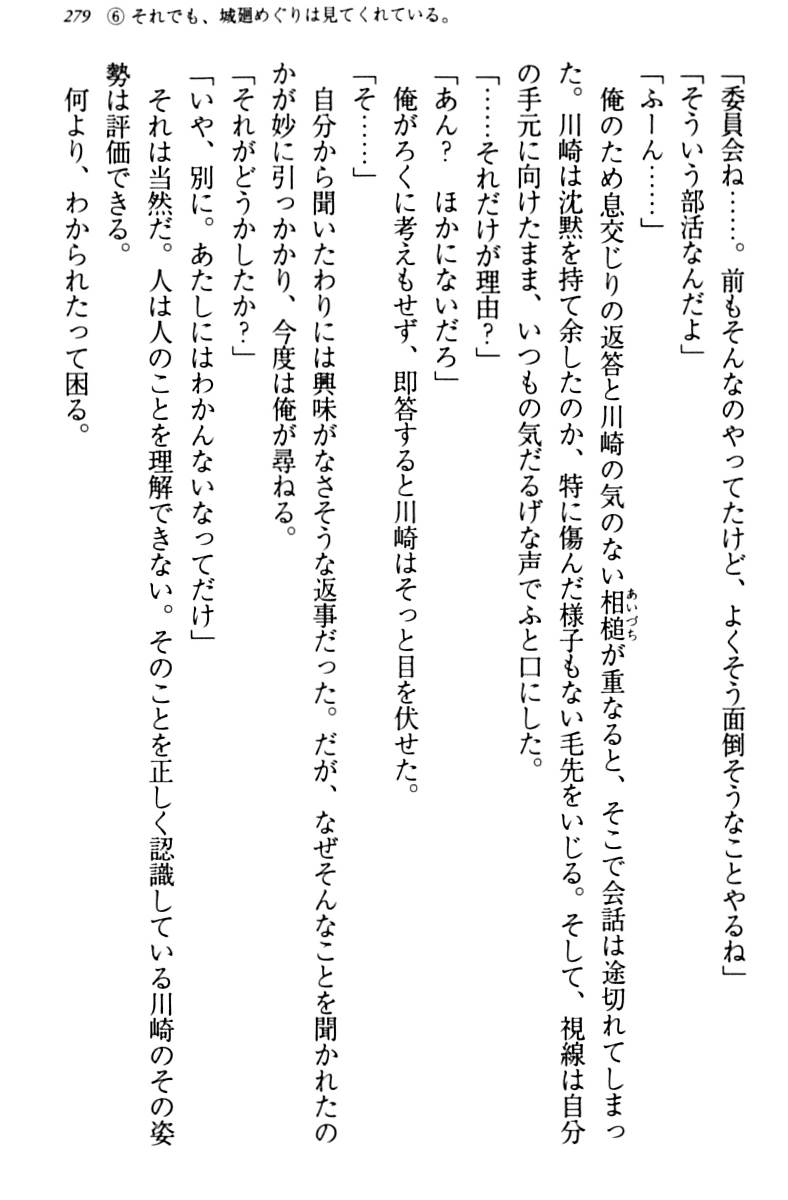 279 ⑥ それでも、城廻めぐりは見てくれている。
「委員会ね……。前もそんなのやってたけど、よくそう面倒そうなことやるね」
「そういう部活なんだよ」
「ふーん……」
俺のため息交じりの返答と川崎の気のない相槌が重なると、そこで会話は途切れてしまっ
あいづち
た。川崎は沈黙を持て余したのか、特に傷んだ様子もない毛先をいじる。そして、視線は自分
の手元に向けたまま、いつもの気だるげな声でふと口にした。
「……それだけが理由?」
「あん? ほかにないだろ」
俺がろくに考えもせず、即答すると川崎はそっと目を伏せた。
「そ……」
自分から聞いたわりには興味がなさそうな返事だった。だが、なぜそんなことを聞かれたの
かが妙に引っかかり、今度は俺が尋ねる。
「それがどうかしたか?」
「いや、別に。あたしにはわかんないなってだけ」
それは当然だ。人は人のことを理解できない。そのことを正しく認識している川崎のその姿
勢は評価できる。
何より、わかられたって困る。